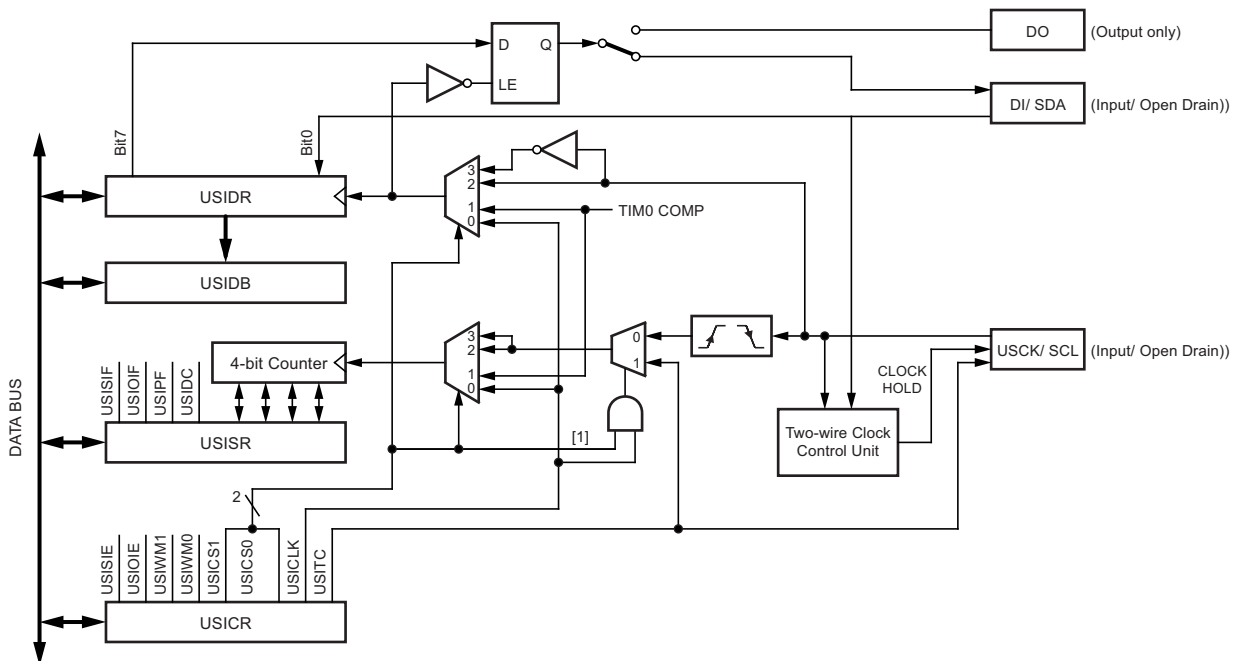 DO
(Output only)
D
Q
LE
DI/ SDA
(Input/ Open Drain))
Bit7
Bit0
3
2
1
0
TIM0 COMP
USIDR
USIDB
3
2
1
0
0
1
USCK/ SCL
(Input/ Open Drain))
CLOCK
HOLD
4-bit Counter
USISIF
USIOIF
USIPF
USIDC
[1]
Two-wire Clock
Control Unit
USISR
DATA BUS
2
USISIE
USIOIE
USIWM1
USIWM0
USICS1
USICS0
USICLK
USITC
USICR